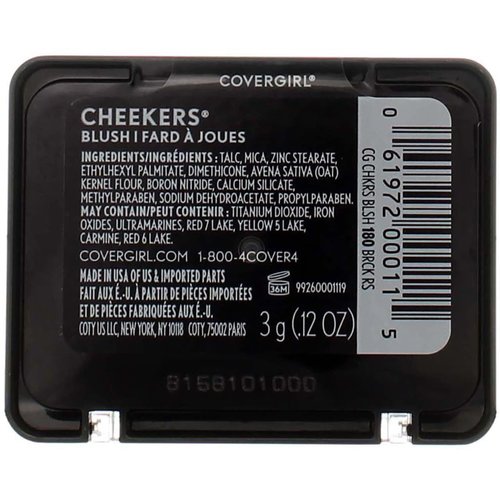 COVERGIRL®
CHEEKERS®
BLUSH | FARD À JOUES
INGREDIENTS/INGRÉDIENTS : TALC, MICA, ZINC STEARATE,
ETHYLHEXYL PALMITATE, DIMETHICONE, AVENA SATIVA (OAT)
KERNEL FLOUR, BORON NITRIDE, CALCIUM SILICATE,
METHYLPARABEN, SODIUM DEHYDROACETATE, PROPYLPARABEN.
MAY CONTAIN/PEUT CONTENIR : TITANIUM DIOXIDE, IRON
OXIDES, ULTRAMARINES, RED 7 LAKE, YELLOW 5 LAKE,
CARMINE, RED 6 LAKE.
COVERGIRL.COM 1-800-4COVER4
MADE IN USA OF US & IMPORTED PARTS
FAIT AUX É.-U. À PARTIR DE PIÈCES IMPORTÉES
ET DE PIÈCES FABRIQUÉES AUX É.-U.
COTY US LLC, NEW YORK, NY 10118 COTY, 75002 PARIS
36M
99260001119
3 g (.12 OZ)
8158101000
CG CHKRS BLSH 180 BRCK RS
0 61972 00011 5